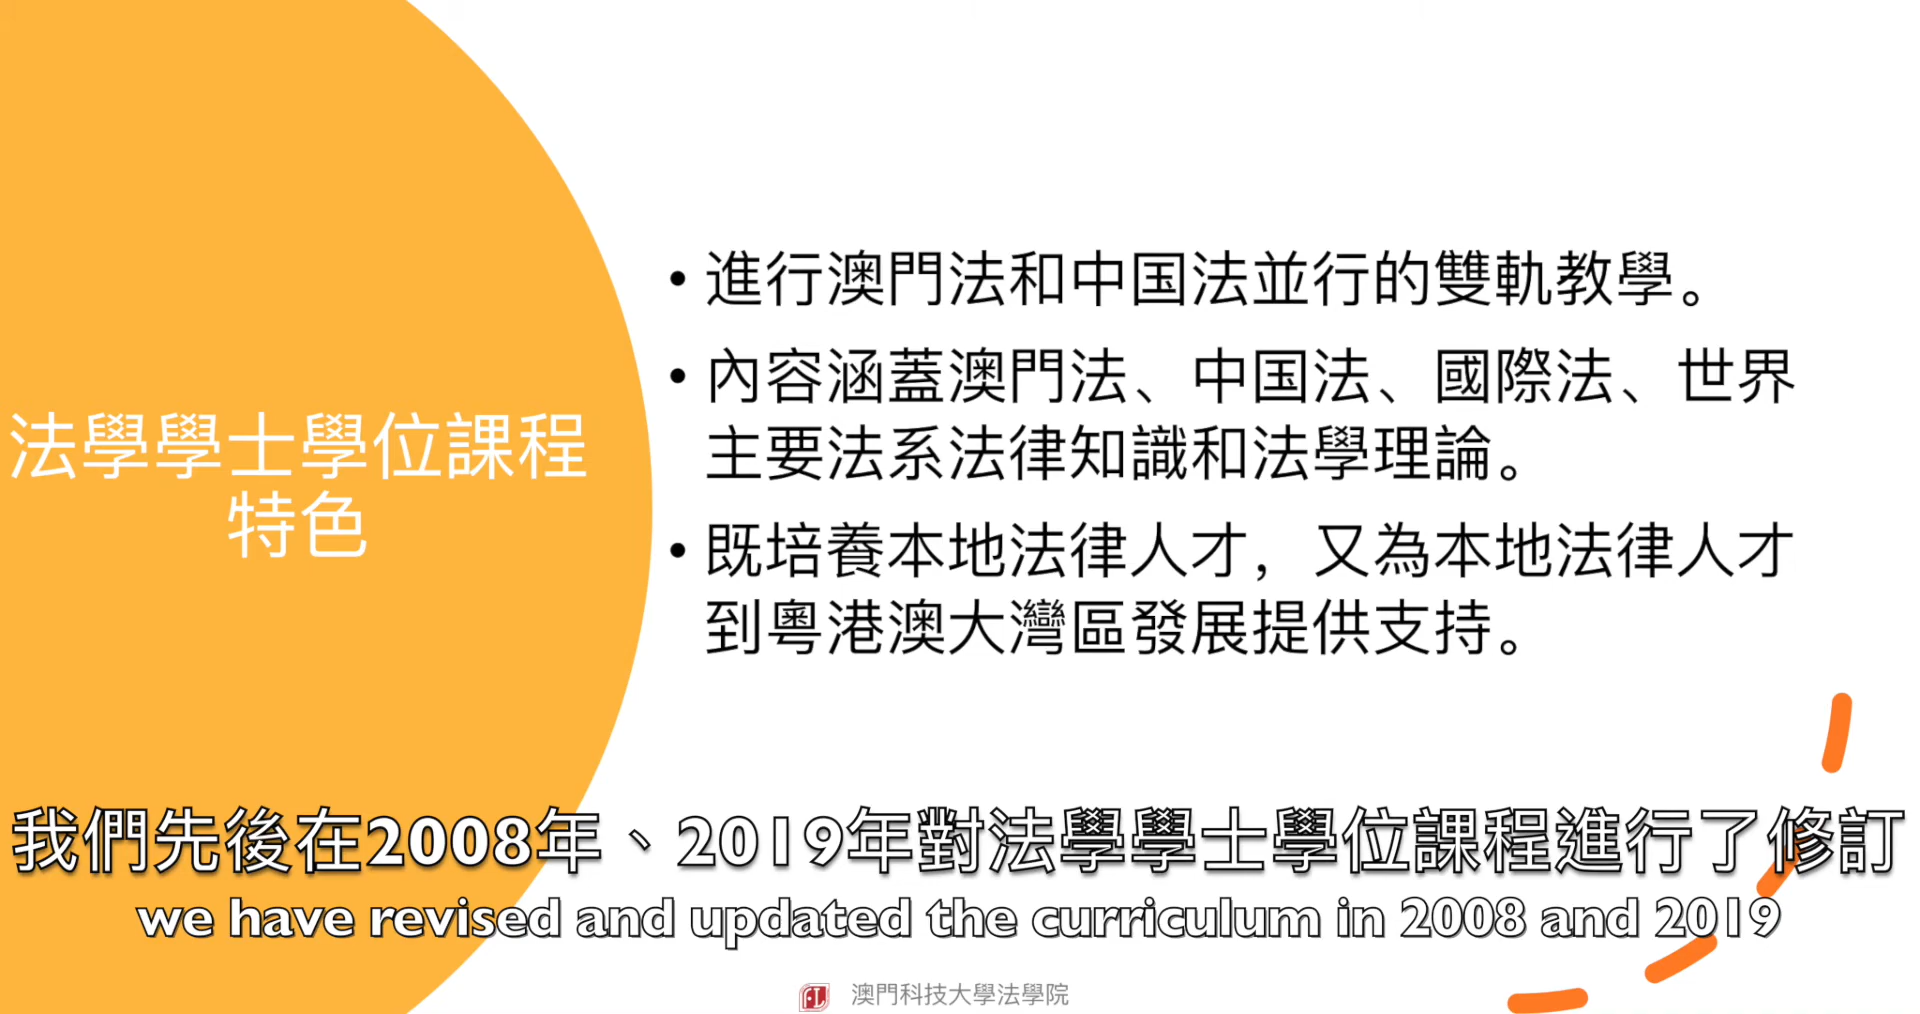 法學學士學位課程
特色
• 進行澳門法和中国法並行的雙軌教學。
• 內容涵蓋澳門法、中国法、國際法、世界
主要法系法律知識和法學理論。
• 既培養本地法律人才，又為本地法律人才
到粵港澳大灣區發展提供支持。
我們先後在2008年、2019年對法學學士學位課程進行了修訂
we have revised and updated the curriculum in 2008 and 2019
FL 澳門科技大學法學院